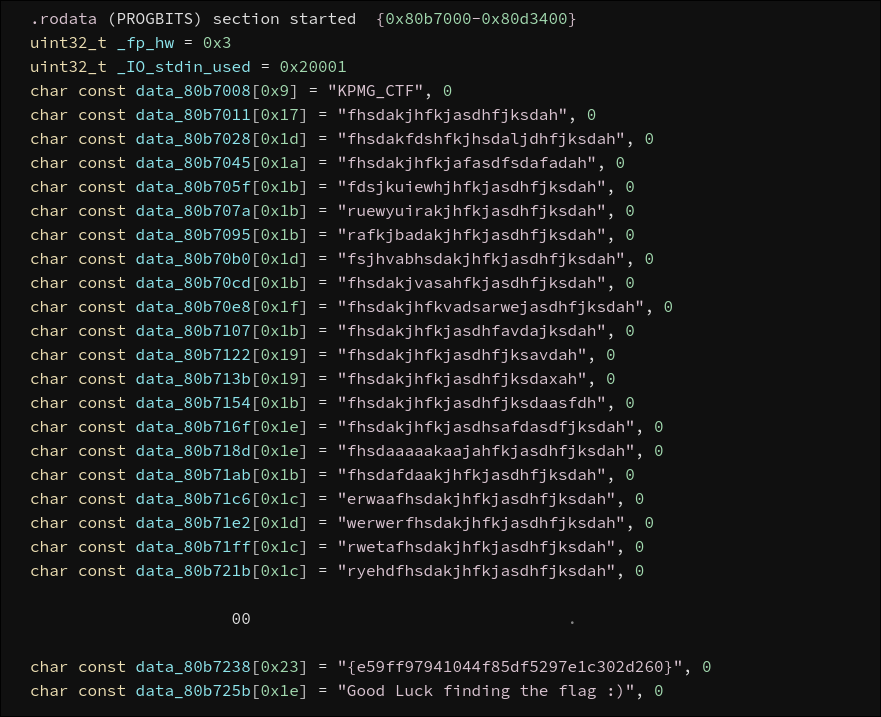 .rodata (PROGBITS) section started  {0x80b7000-0x80d3400}
uint32_t _fp_hw = 0x3
uint32_t _IO_stdin_used = 0x20001
char const data_80b7008[0x9] = "KPMG_CTF", 0
char const data_80b7011[0x17] = "fhsdakjhfkjasdhfjksdah", 0
char const data_80b7028[0x1d] = "fhsdakfdshfkjhsdaljdhfjksdah", 0
char const data_80b7045[0x1a] = "fhsdakjhfkjafasdfsdafadah", 0
char const data_80b705f[0x1b] = "fdsjkuiewhjhfkjasdhfjksdah", 0
char const data_80b707a[0x1b] = "ruewyuirakjhfkjasdhfjksdah", 0
char const data_80b7095[0x1b] = "rafkjbadakjhfkjasdhfjksdah", 0
char const data_80b70b0[0x1d] = "fsjhvabhsdakjhfkjasdhfjksdah", 0
char const data_80b70cd[0x1b] = "fhsdakjvasahfkjasdhfjksdah", 0
char const data_80b70e8[0x1f] = "fhsdakjhfkvadsarwejasdhfjksdah", 0
char const data_80b7107[0x1b] = "fhsdakjhfkjasdhfavdajksdah", 0
char const data_80b7122[0x19] = "fhsdakjhfkjasdhfjksavdah", 0
char const data_80b713b[0x19] = "fhsdakjhfkjasdhfjksdaxah", 0
char const data_80b7154[0x1b] = "fhsdakjhfkjasdhfjksdaasfdh", 0
char const data_80b716f[0x1e] = "fhsdakjhfkjasdhsafdasdfjksdah", 0
char const data_80b718d[0x1e] = "fhsdaaaaakaajahfkjasdhfjksdah", 0
char const data_80b71ab[0x1b] = "fhsdafdaakjhfkjasdhfjksdah", 0
char const data_80b71c6[0x1c] = "erwaafhsdakjhfkjasdhfjksdah", 0
char const data_80b71e2[0x1d] = "werwerfhsdakjhfkjasdhfjksdah", 0
char const data_80b71ff[0x1c] = "rwetafhsdakjhfkjasdhfjksdah", 0
char const data_80b721b[0x1c] = "ryehdfhsdakjhfkjasdhfjksdah", 0
00 .
char const data_80b7238[0x23] = "{e59ff97941044f85df5297e1c302d260}", 0
char const data_80b725b[0x1e] = "Good Luck finding the flag :)", 0